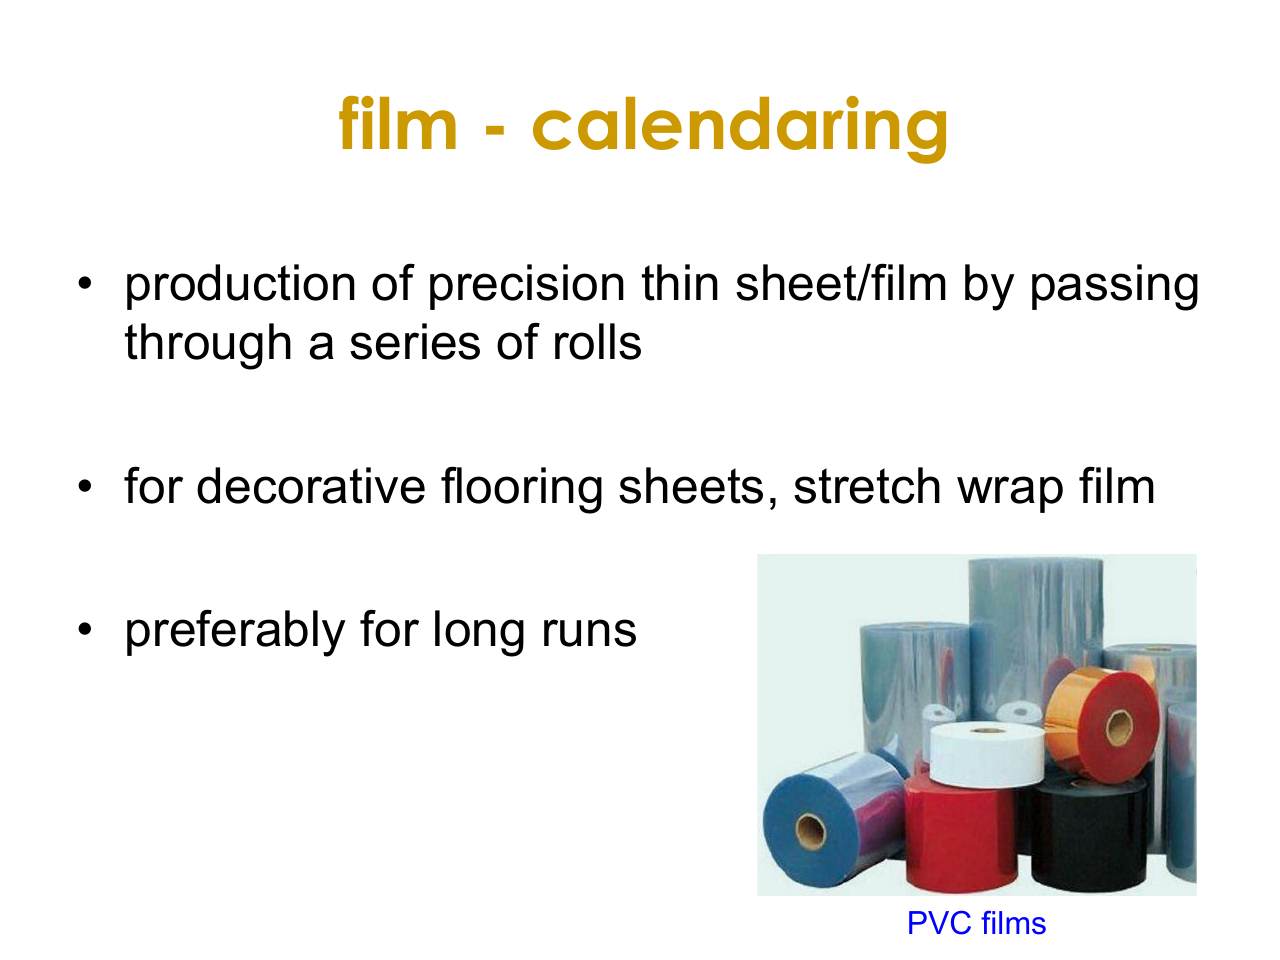 film - calendaring
• production of precision thin sheet/film by passing
through a series of rolls
• for decorative flooring sheets, stretch wrap film
• preferably for long runs
PVC films